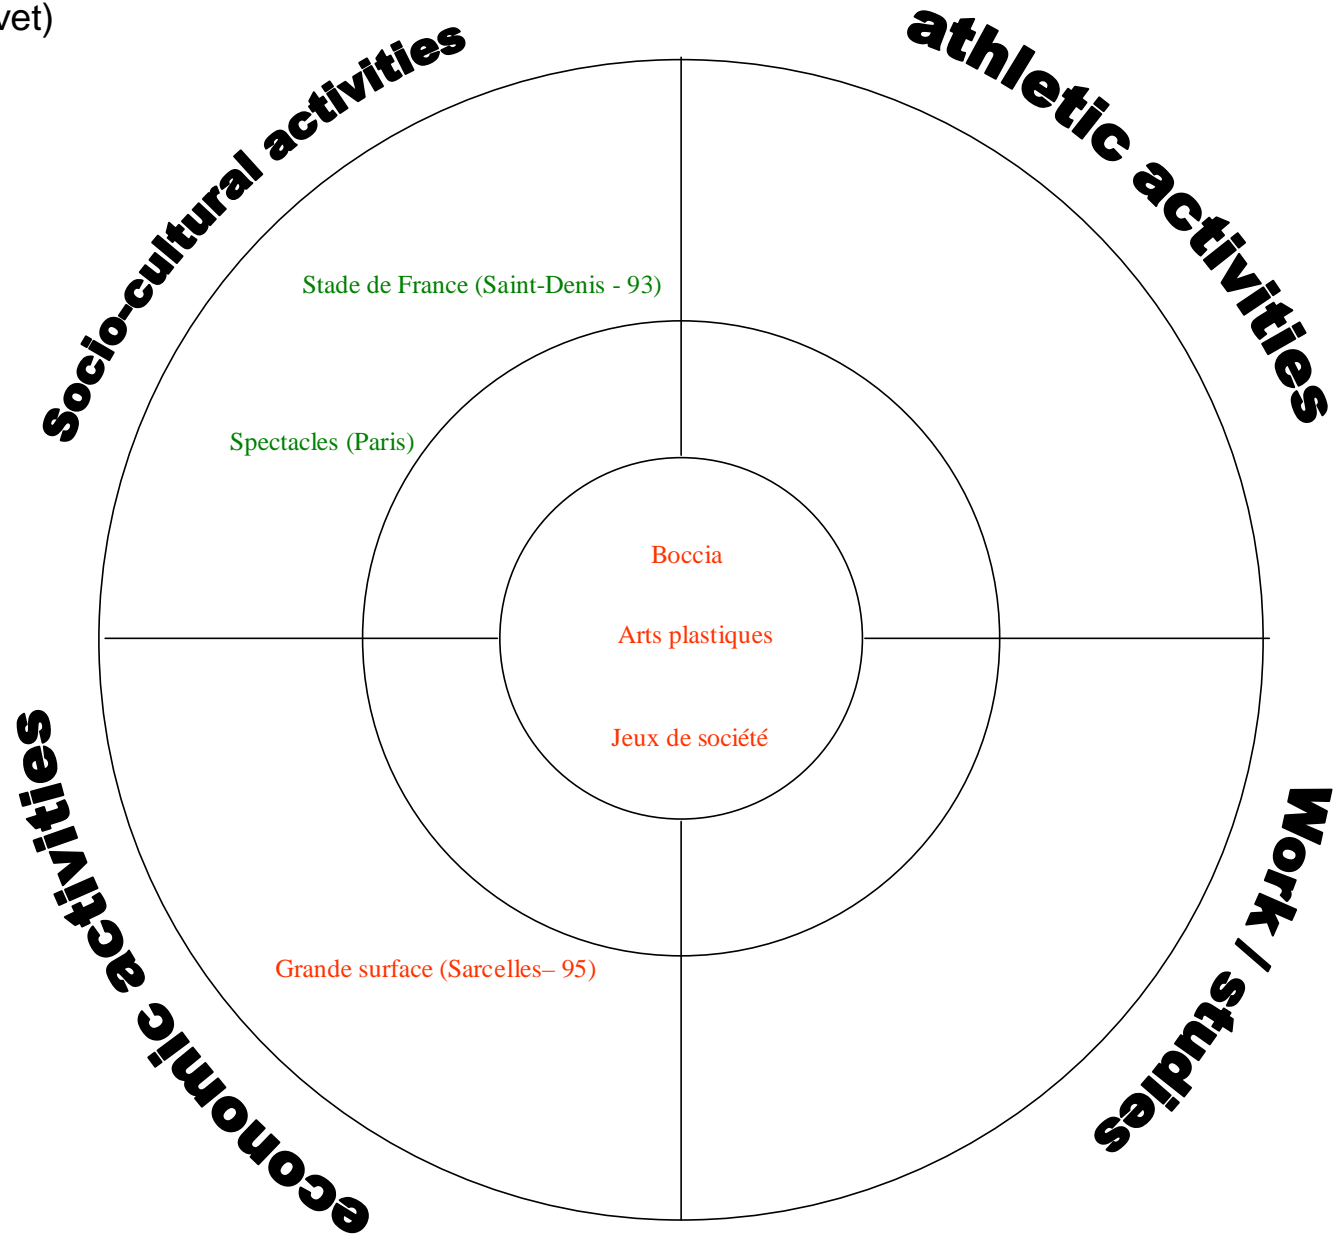 vet)
Socio-cultural activities
athletic activities
Stade de France (Saint-Denis - 93)
Spectacles (Paris)
Boccia
Arts plastiques
Jeux de société
Grande surface (Sarcelles– 95)
economic activities
Work / studies